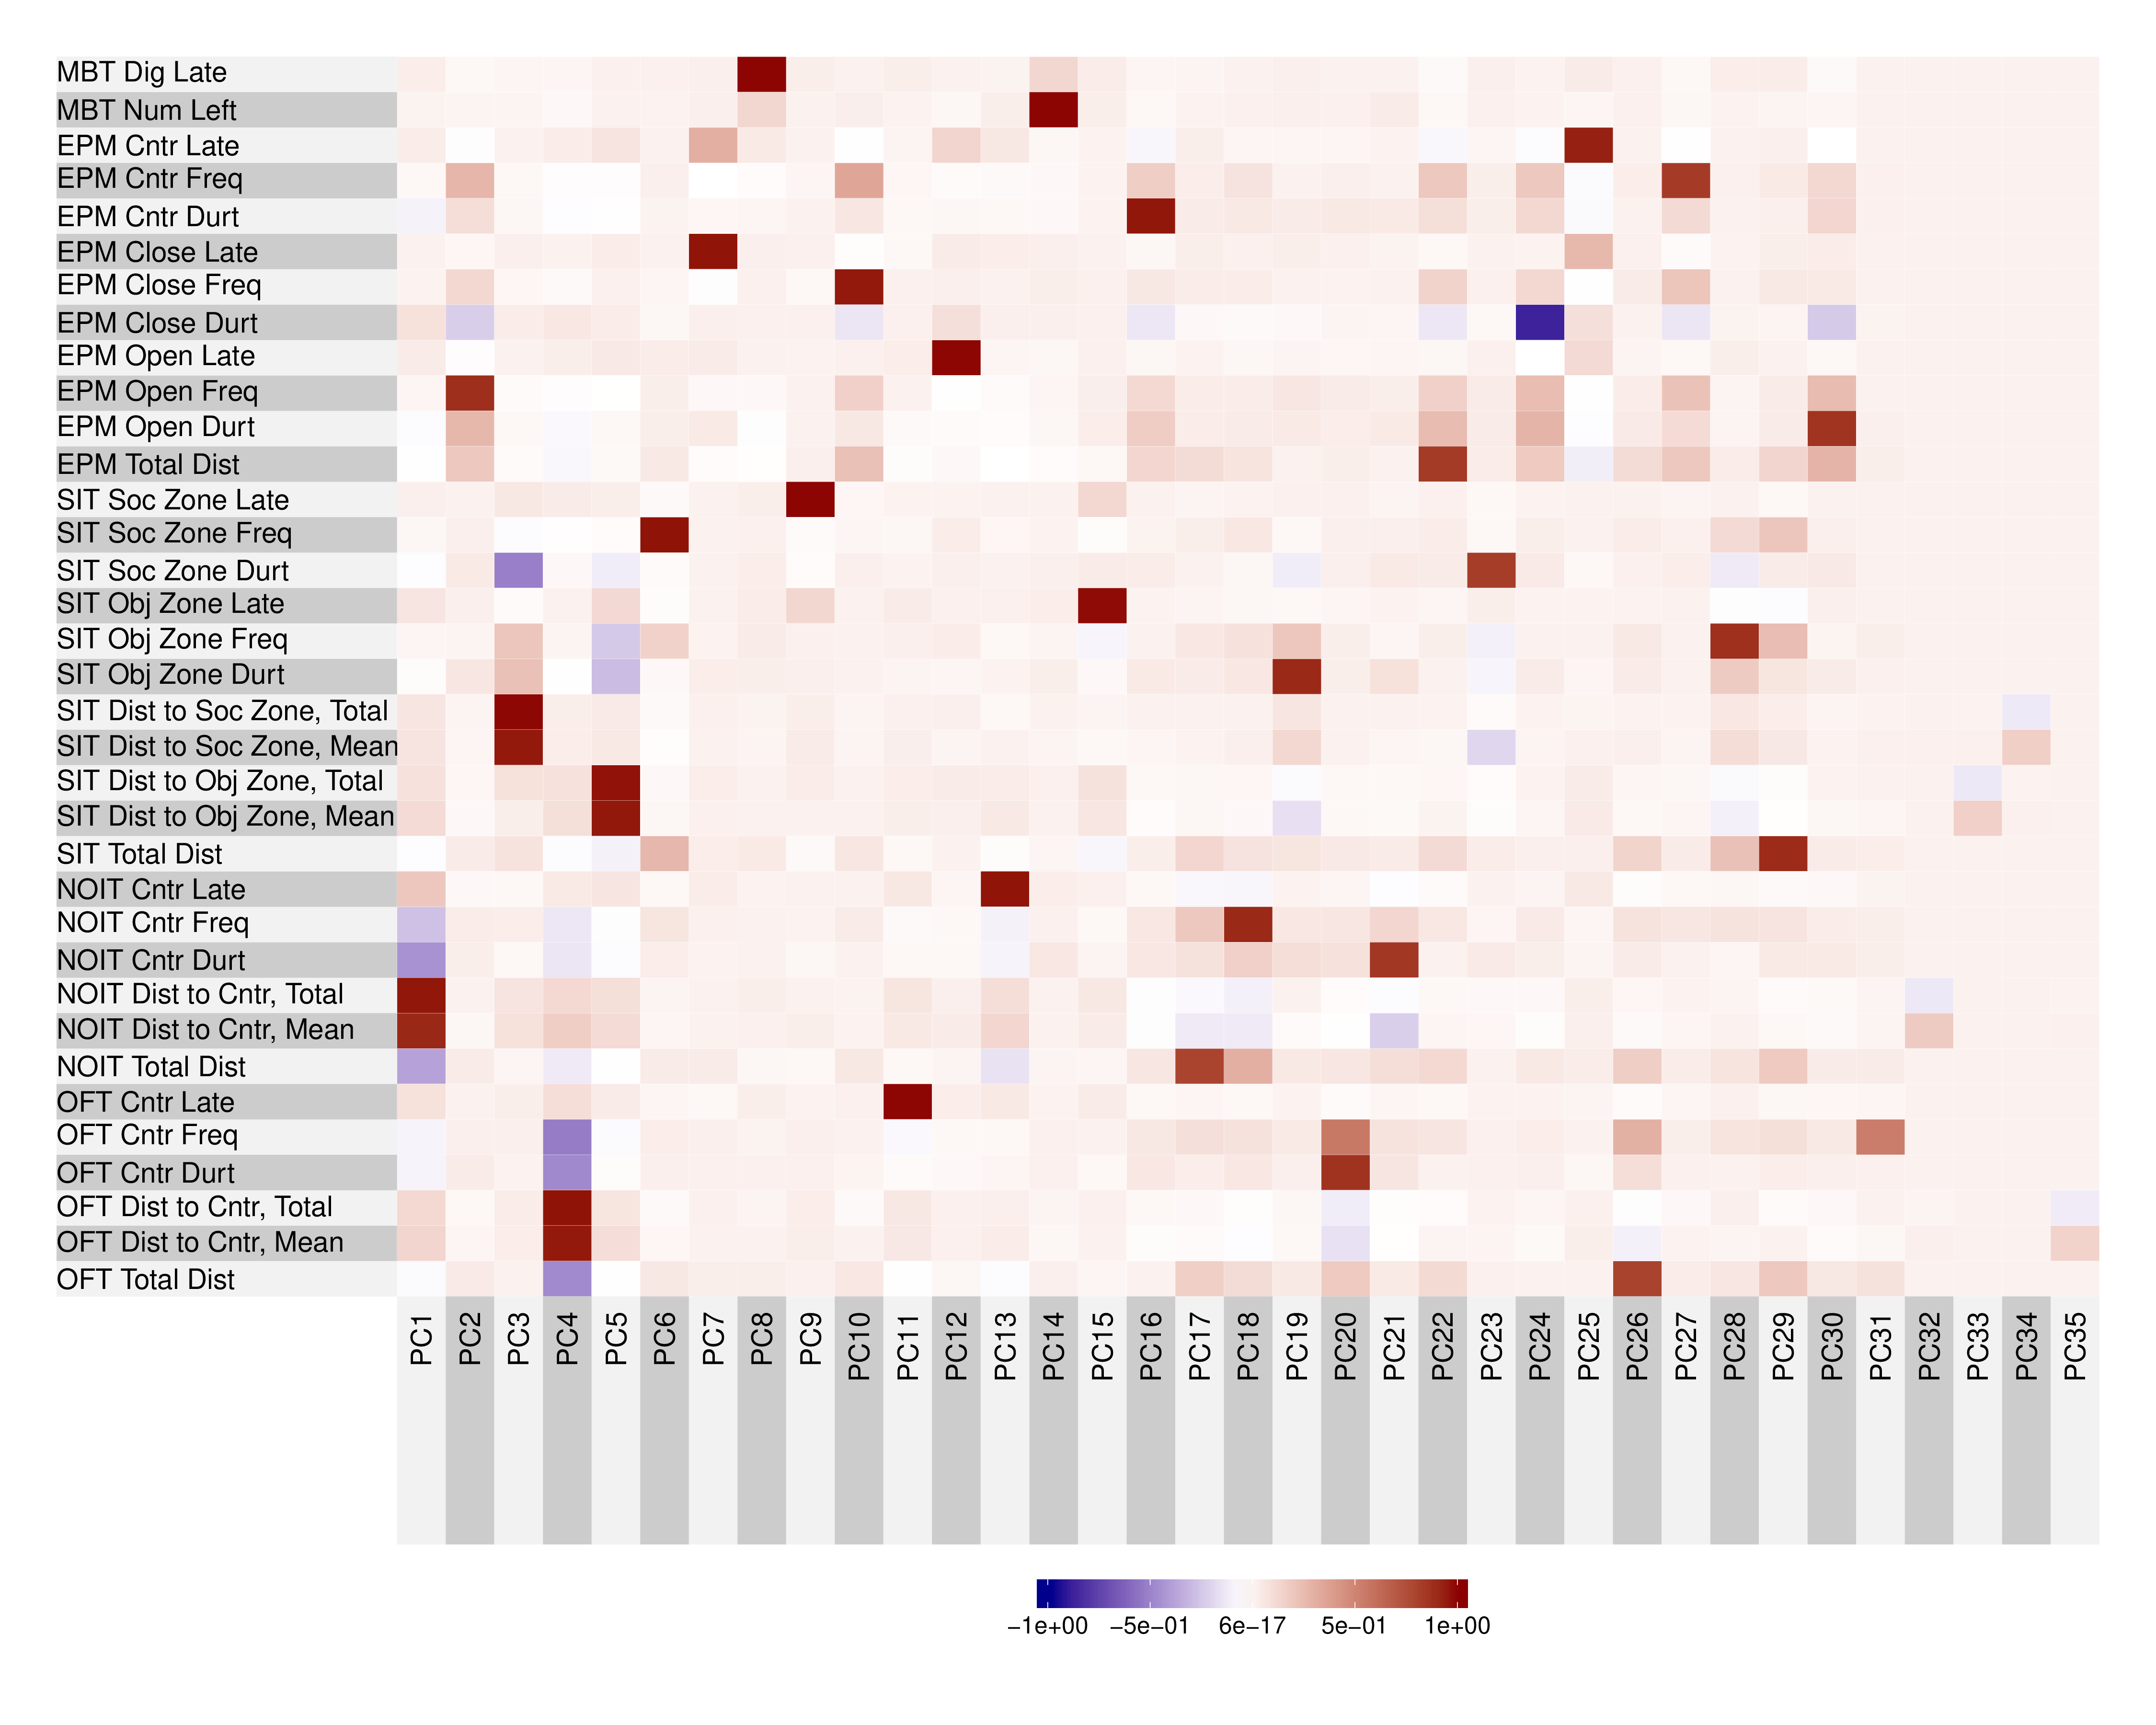 MBT Dig Late
MBT Num Left
EPM Cntr Late
EPM Cntr Freq
EPM Cntr Durt
EPM Close Late
EPM Close Freq
EPM Close Durt
EPM Open Late
EPM Open Freq
EPM Open Durt
EPM Total Dist
SIT Soc Zone Late
SIT Soc Zone Freq
SIT Soc Zone Durt
SIT Obj Zone Late
SIT Obj Zone Freq
SIT Obj Zone Durt
SIT Dist to Soc Zone, Total
SIT Dist to Soc Zone, Mean
SIT Dist to Obj Zone, Total
SIT Dist to Obj Zone, Mean
SIT Total Dist
NOIT Cntr Late
NOIT Cntr Freq
NOIT Cntr Durt
NOIT Dist to Cntr, Total
NOIT Dist to Cntr, Mean
NOIT Total Dist
OFT Cntr Late
OFT Cntr Freq
OFT Cntr Durt
OFT Dist to Cntr, Total
OFT Dist to Cntr, Mean
OFT Total Dist
PC1
PC2
PC3
PC4
PC5
PC6
PC7
PC8
PC9
PC10
PC11
PC12
PC13
PC14
PC15
PC16
PC17
PC18
PC19
PC20
PC21
PC22
PC23
PC24
PC25
PC26
PC27
PC28
PC29
PC30
PC31
PC32
PC33
PC34
PC35
−1e+00 −5e−01 6e−17 5e−01 1e+00